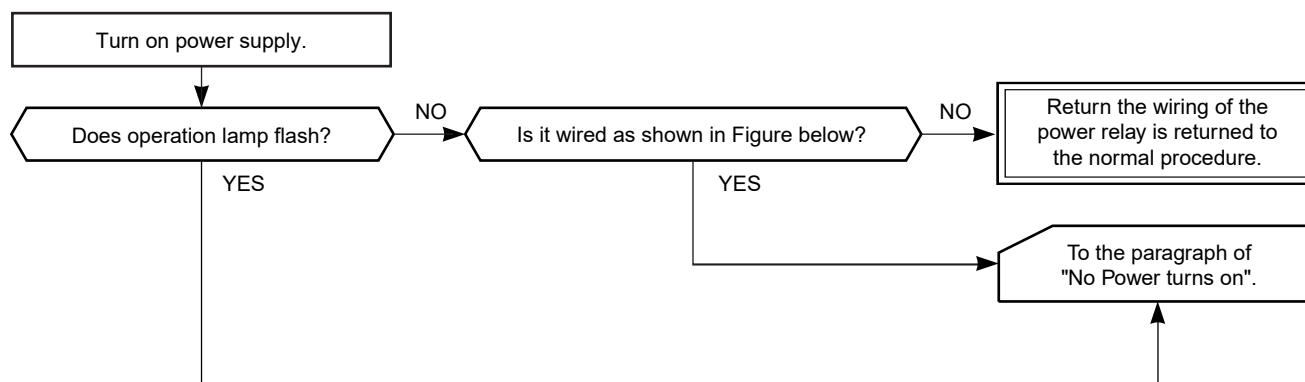 Turn on power supply.
Does operation lamp flash?
NO
Is it wired as shown in Figure below?
NO
Return the wiring of the
power relay is returned to
the normal procedure.
YES
YES
To the paragraph of
"No Power turns on".